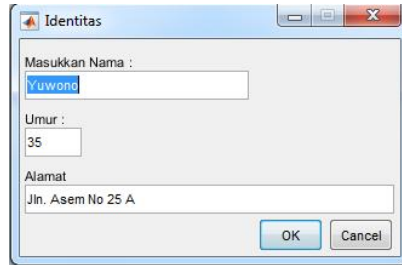 Identitas
Masukkan Nama :
Yuwono
Umur :
35
Alamat
Jln. Asem No 25 A
OK Cancel